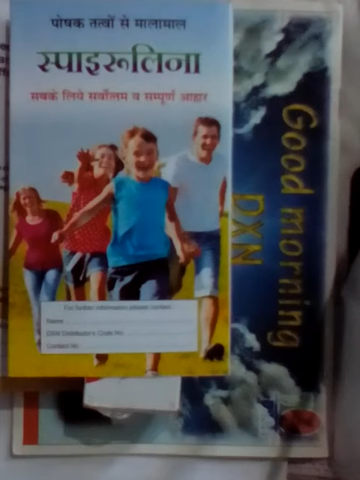 पोषक तत्वों से मालामाल
स्पाइरूलिना
सबके लिये सर्वोत्तम व सम्पूर्ण आहार
For further information please contact
Name
DXN Distributor's Code No.
Contact No.
Good morning
DXN